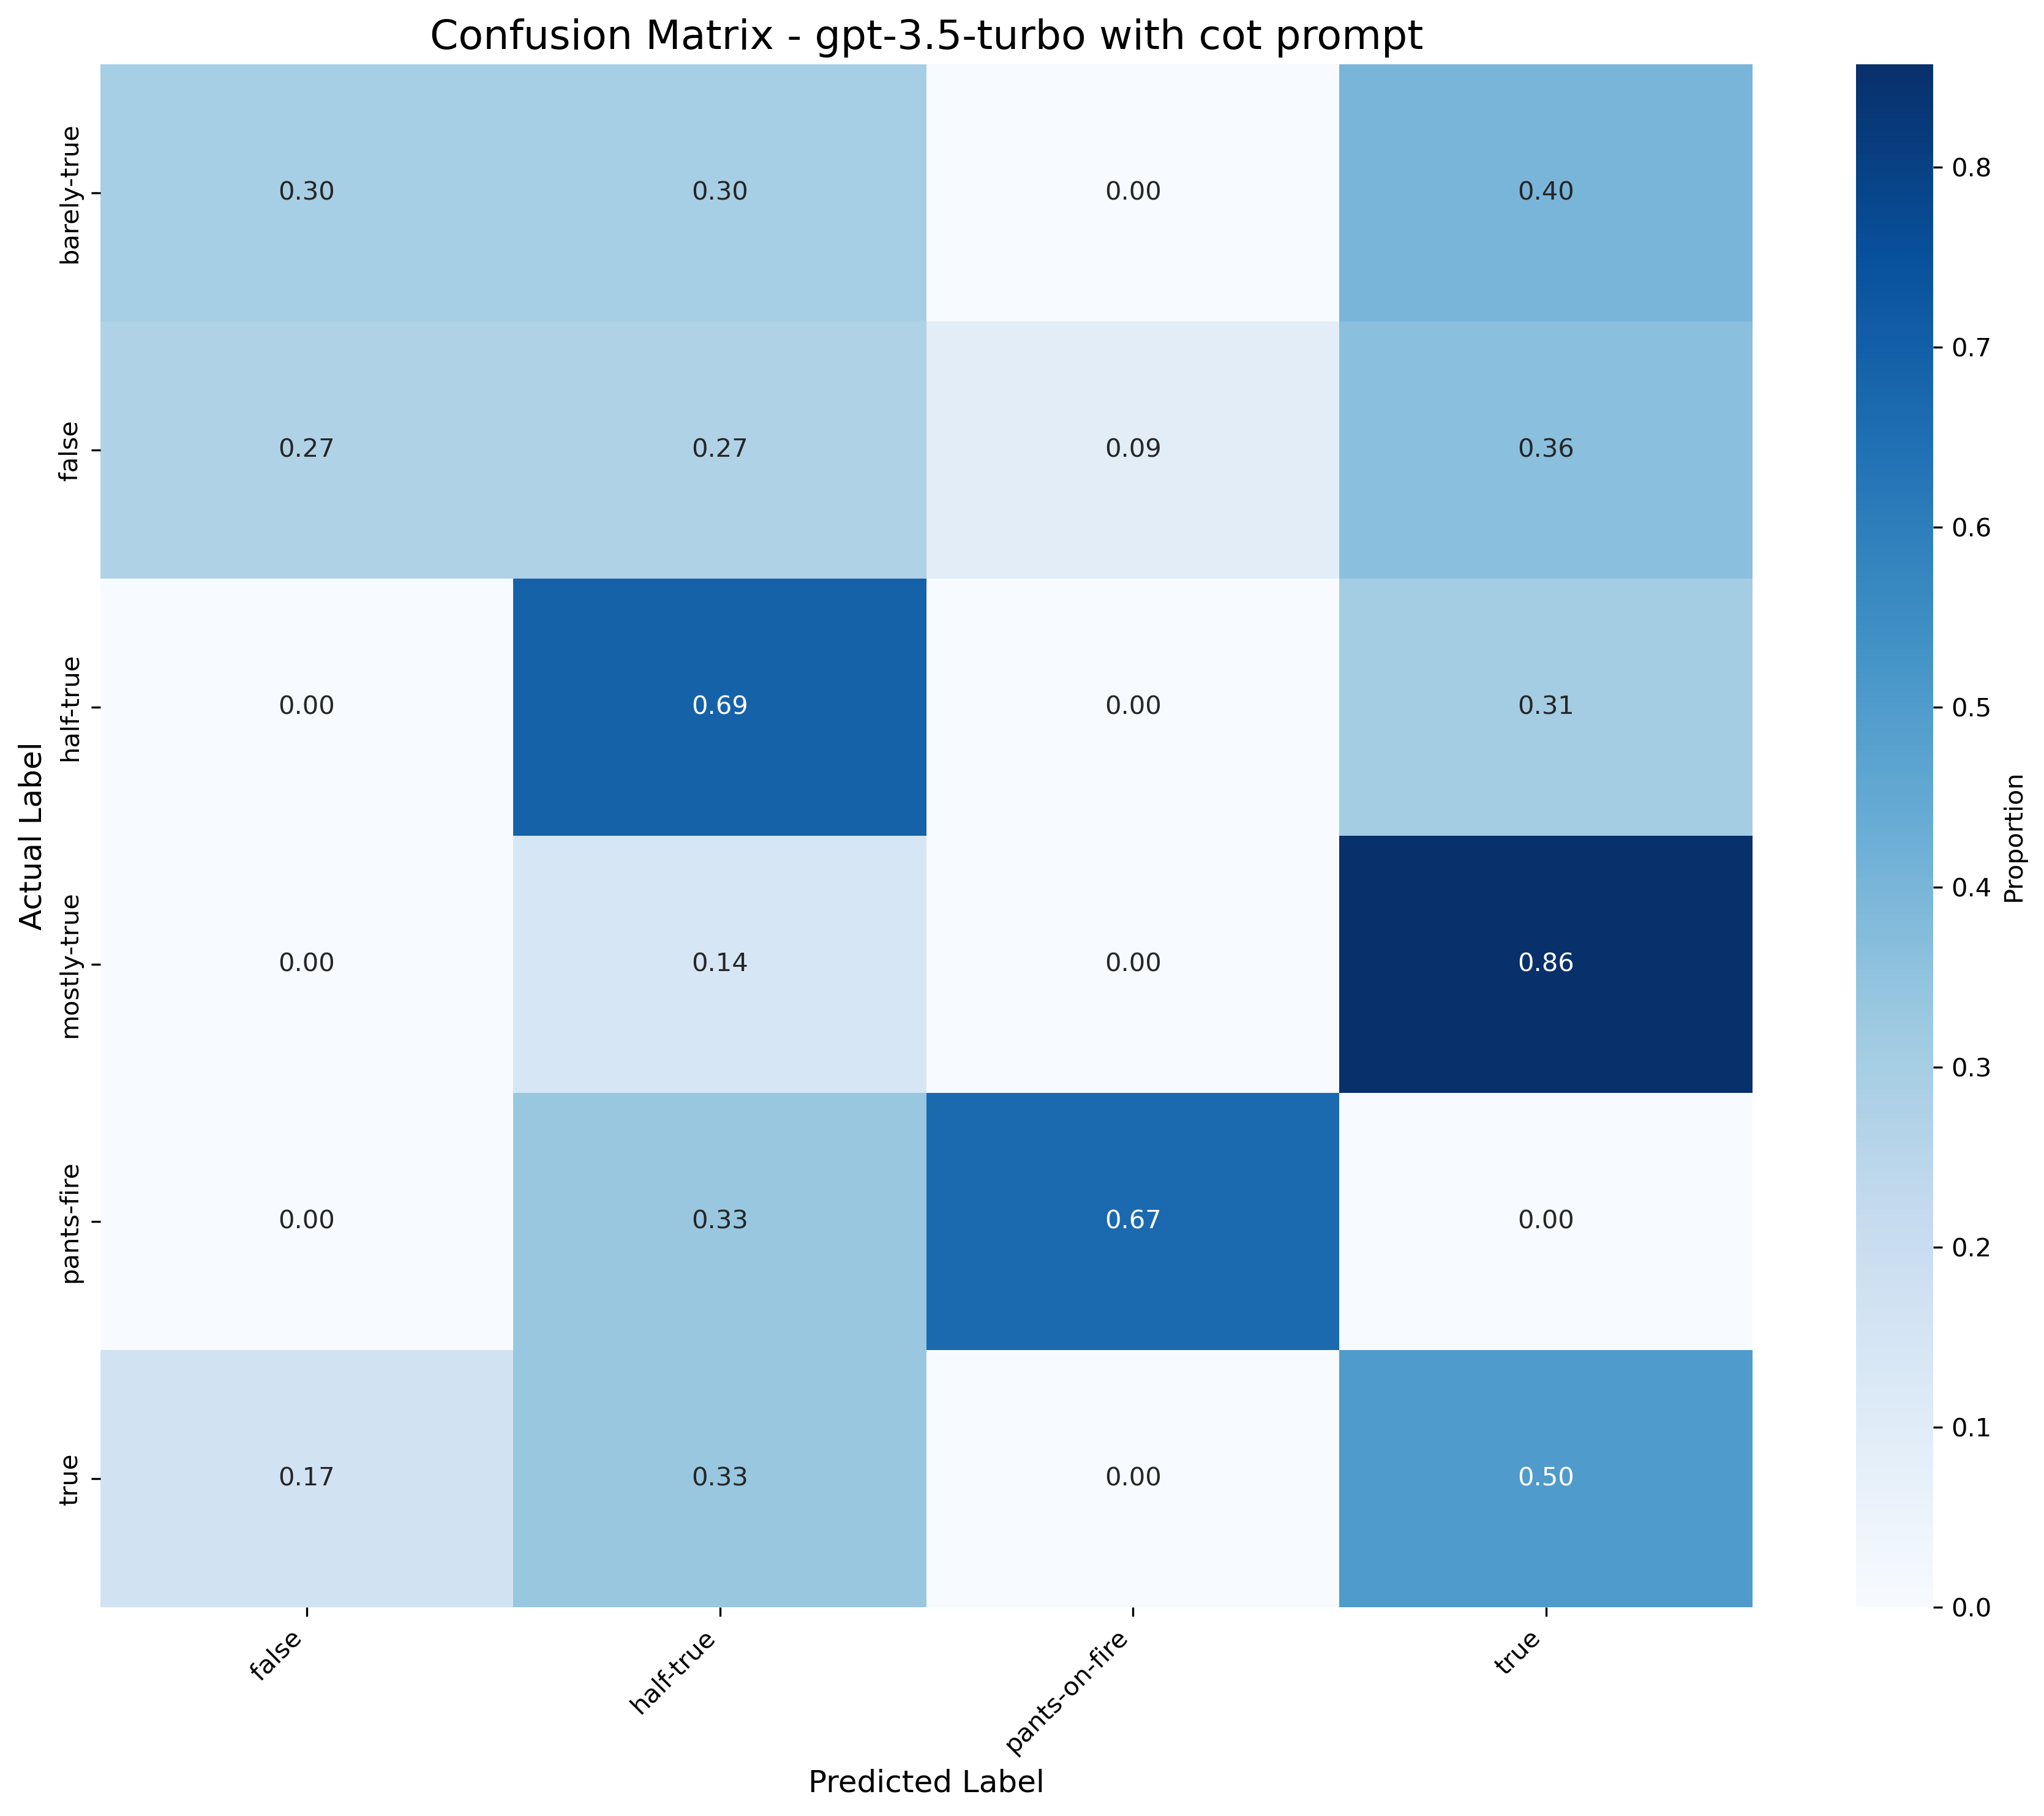 Confusion Matrix - gpt-3.5-turbo with cot prompt
Actual Label
barely-true
0.30 0.30 0.00 0.40
false
0.27 0.27 0.09 0.36
half-true
0.00 0.69 0.00 0.31
mostly-true
0.00 0.14 0.00 0.86
pants-fire
0.00 0.33 0.67 0.00
true
0.17 0.33 0.00 0.50
false half-true pants-on-fire true
Predicted Label
0.8
0.7
0.6
0.5
0.4
0.3
0.2
0.1
0.0
Proportion